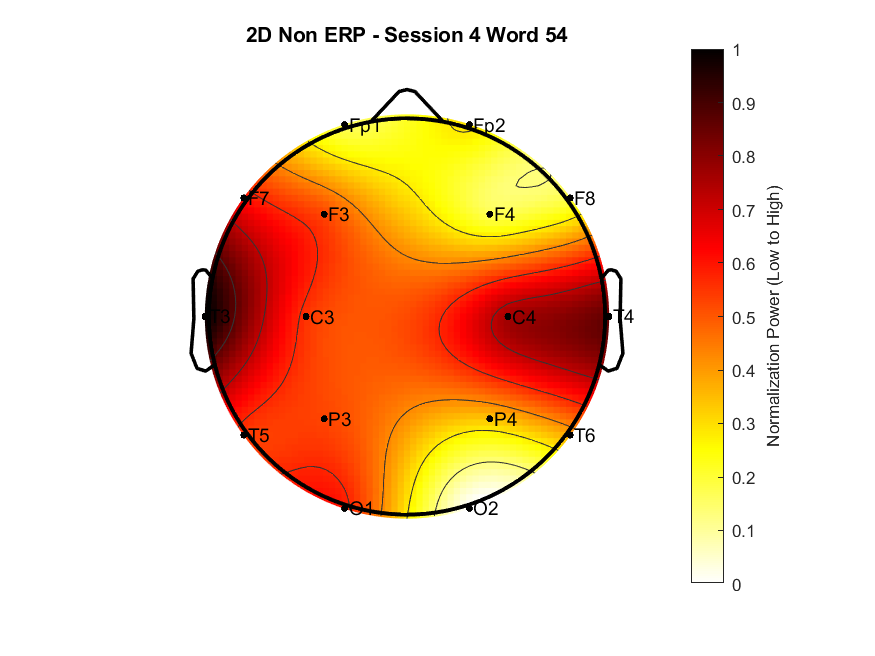 2D Non ERP - Session 4 Word 54
Fp1
Fp2
F7
F8
F3
F4
T3
C3
C4
T4
P3
P4
T5
T6
O1
O2
1
0.9
0.8
0.7
0.6
0.5
0.4
0.3
0.2
0.1
0
Normalization Power (Low to High)